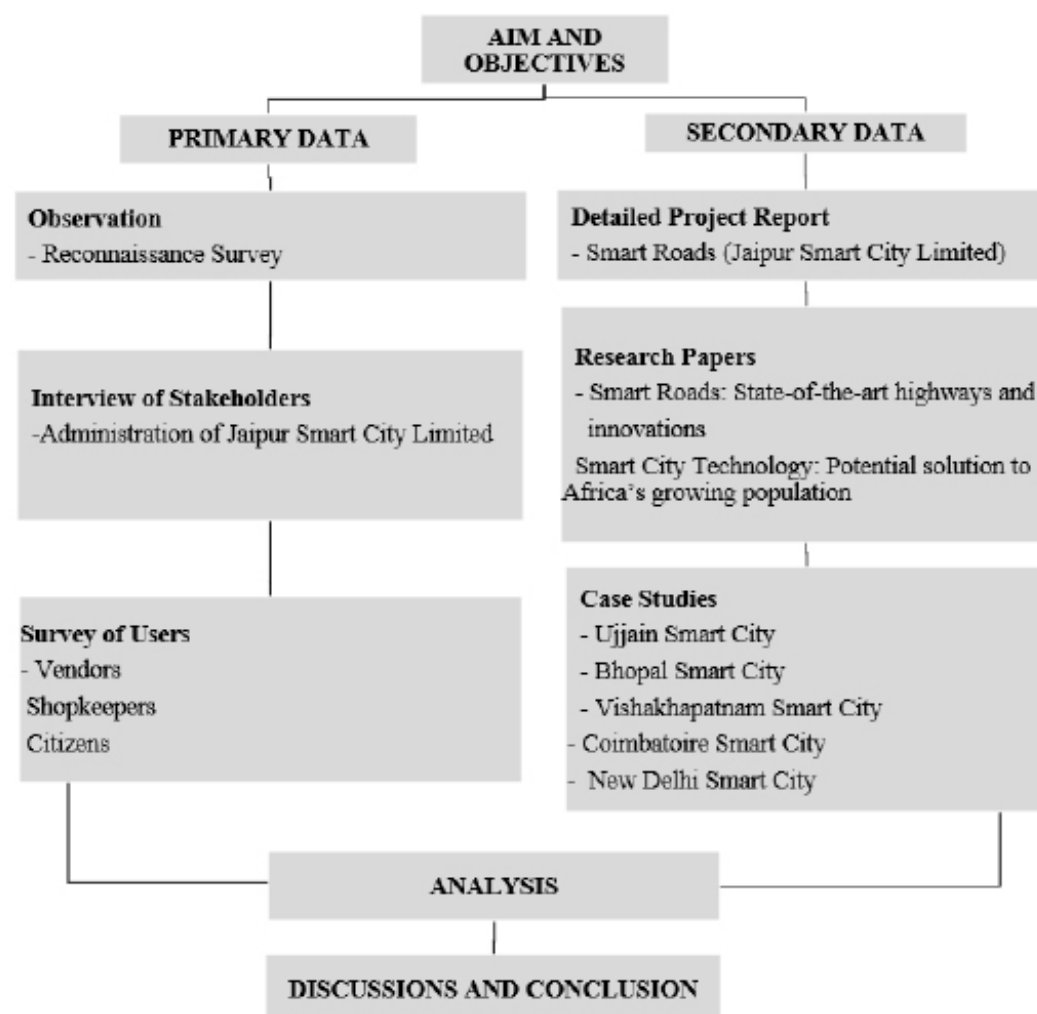 AIM AND
OBJECTIVES
PRIMARY DATA
SECONDARY DATA
Observation
- Reconnaissance Survey
Interview of Stakeholders
-Administration of Jaipur Smart City Limited
Survey of Users
- Vendors
Shopkeepers
Citizens
Detailed Project Report
- Smart Roads (Jaipur Smart City Limited)
Research Papers
- Smart Roads: State-of-the-art highways and
innovations
Smart City Technology: Potential solution to
Africa's growing population
Case Studies
- Ujjain Smart City
- Bhopal Smart City
- Vishakhapatnam Smart City
- Coimbatoire Smart City
- New Delhi Smart City
ANALYSIS
DISCUSSIONS AND CONCLUSION